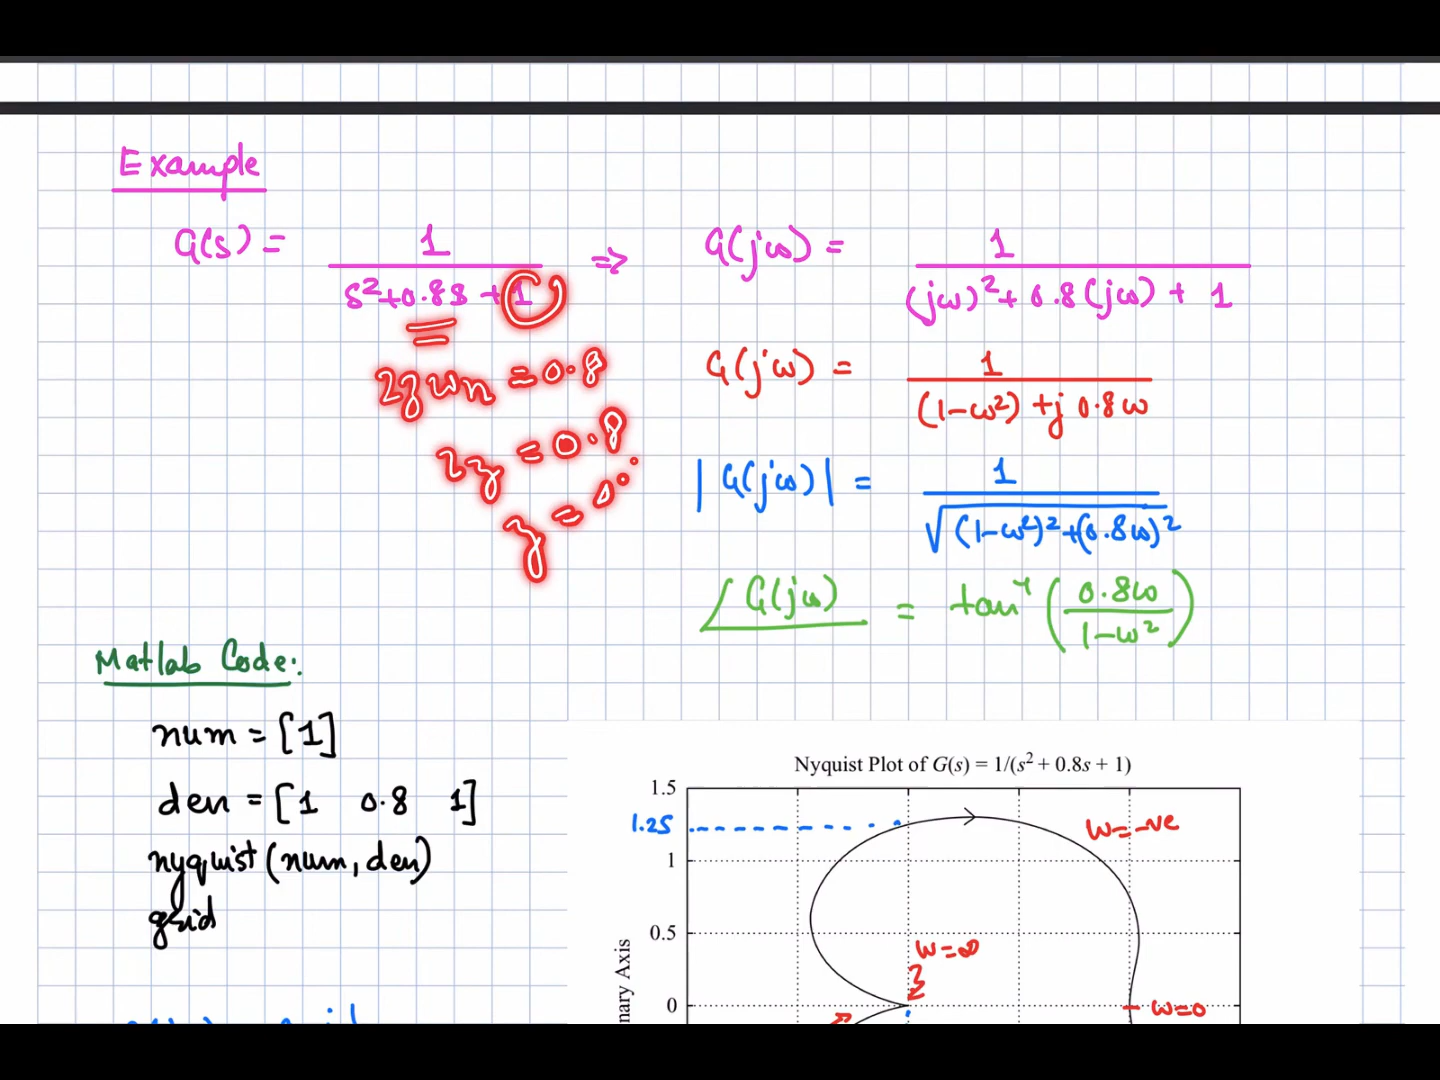 Example
G(s) = 1 / (s²+0.8s+1) ⇒ G(jω) = 1 / ((jω)²+0.8(jω)+1)
2ζωn = 0.8
2ζ = 0.8
ζ = 0.
G(jω) = 1 / ((1-ω²)+j 0.8ω)
|G(jω)| = 1 / √((1-ω²)²+(0.8ω)²)
∠G(jω) = tan⁻¹(0.8ω / (1-ω²))
Matlab Code:
num = [1]
den = [1 0.8 1]
nyquist(num, den)
grid
Nyquist Plot of G(s) = 1/(s² + 0.8s + 1)
1.5
1.25
ω=-ve
1
0.5
ω=∞
0
ω=0
nary Axis